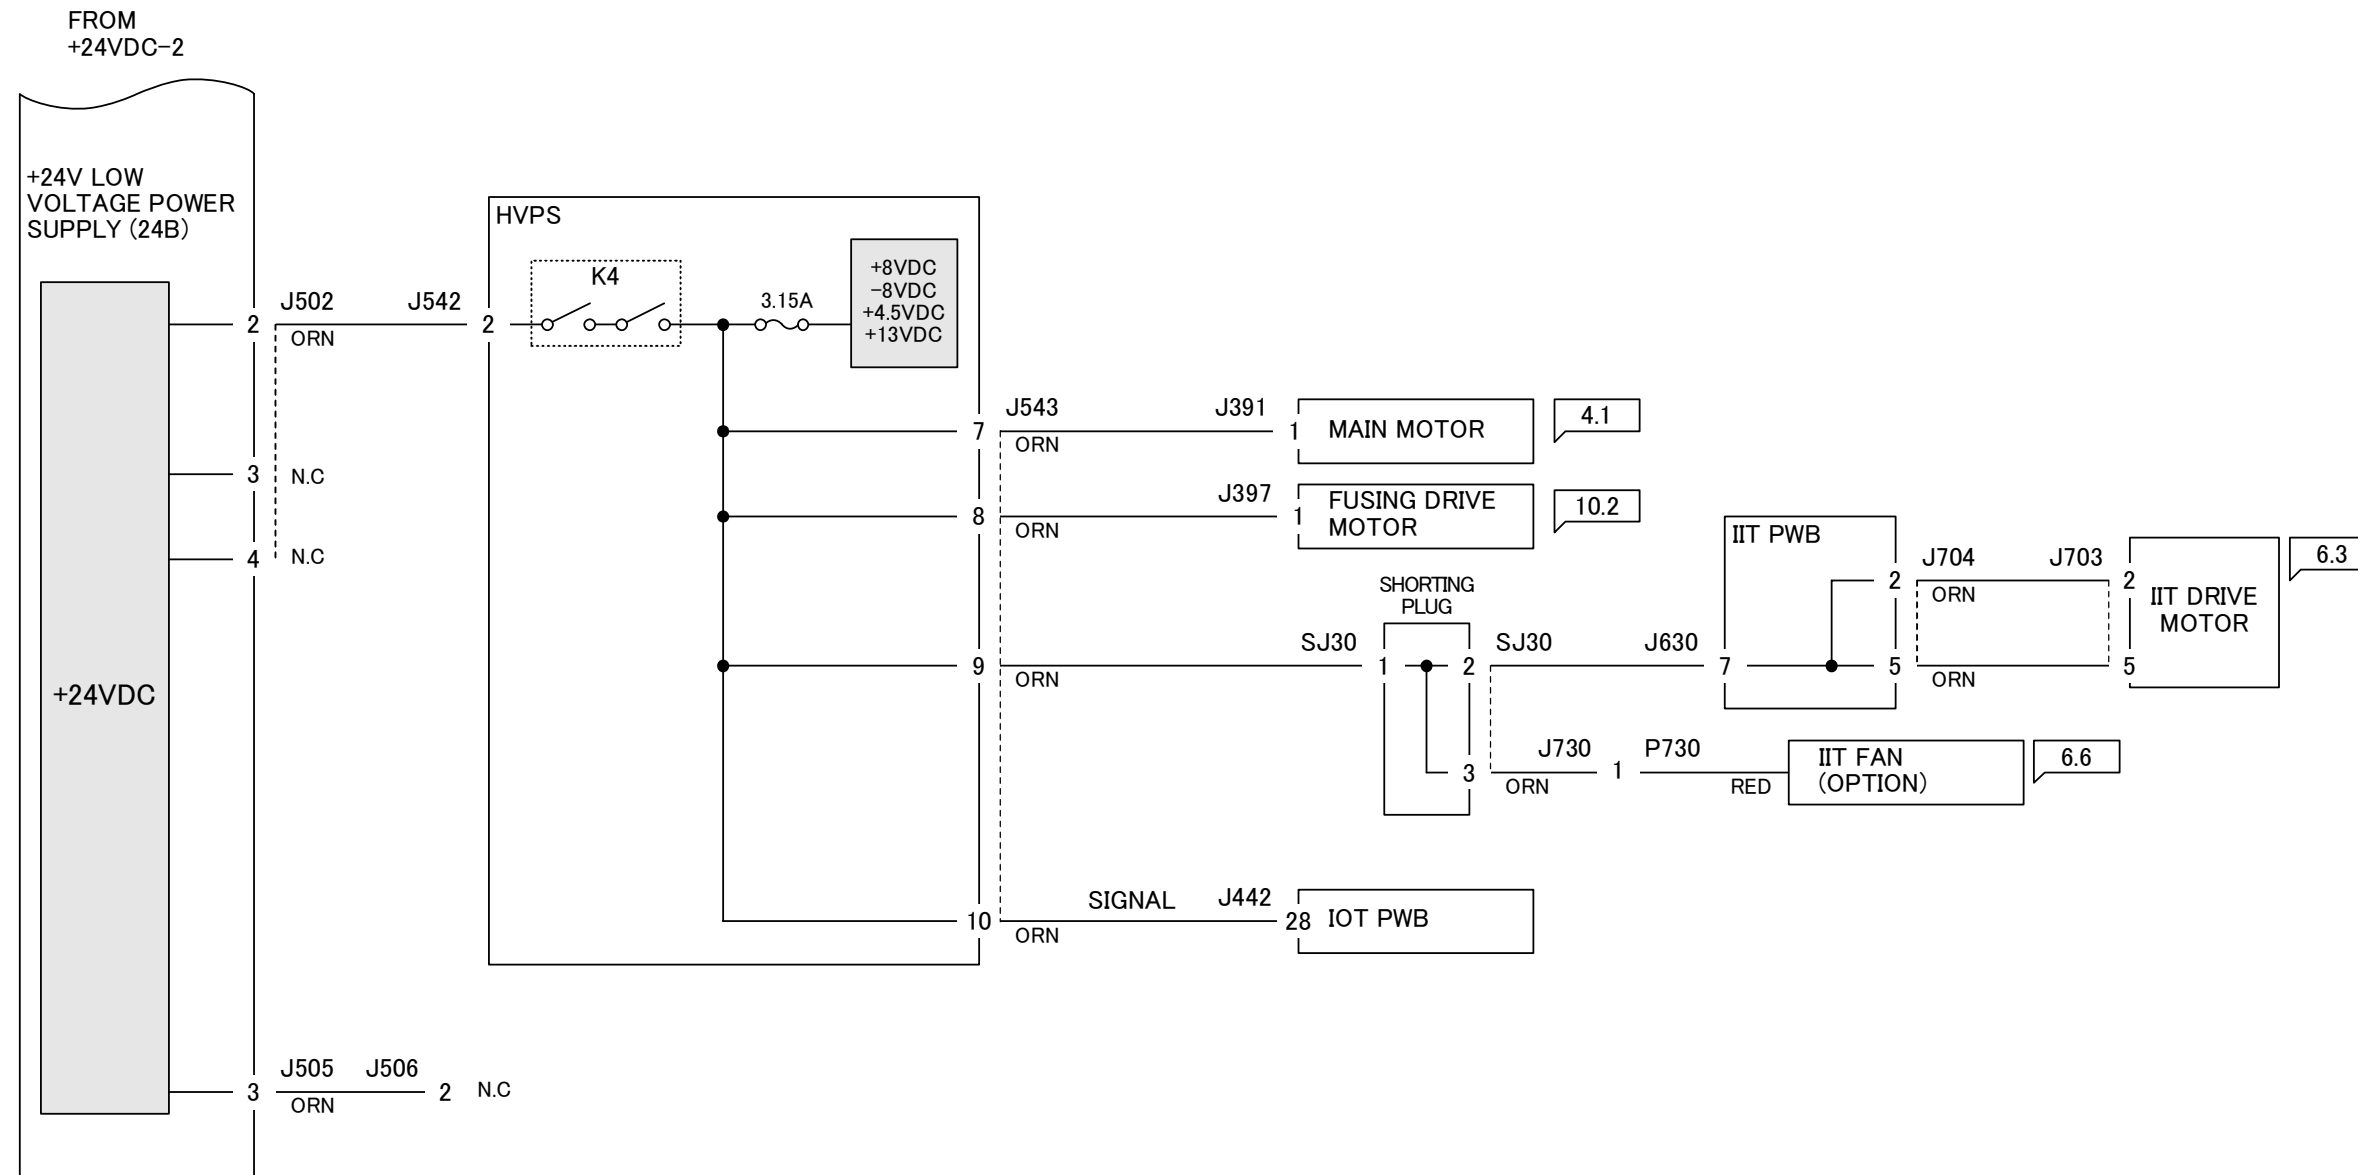 FROM
+24VDC-2
+24V LOW
VOLTAGE POWER
SUPPLY (24B)
+24VDC
2
J502
J542
ORN
3
N.C
4
N.C
3
J505
J506
ORN
2
N.C
HVPS
2
K4
3.15A
+8VDC
-8VDC
+4.5VDC
+13VDC
7
J543
J391
ORN
1
MAIN MOTOR
4.1
8
J397
ORN
1
FUSING DRIVE
MOTOR
10.2
9
ORN
SJ30
SHORTING
PLUG
1
2
3
SJ30
J630
7
IIT PWB
2
5
J704
J703
ORN
ORN
2
5
IIT DRIVE
MOTOR
6.3
J730
ORN
1
P730
RED
IIT FAN
(OPTION)
6.6
10
SIGNAL
J442
ORN
28
IOT PWB